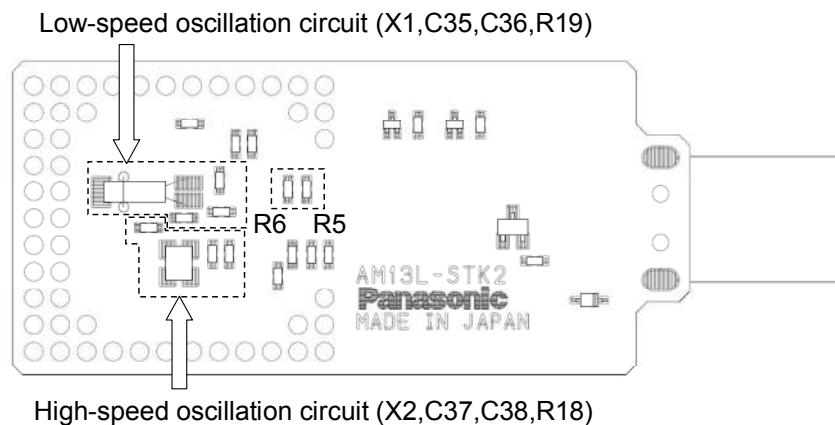 Low-speed oscillation circuit (X1,C35,C36,R19)
R6 R5
AM13L-STK2
Panasonic
MADE IN JAPAN
High-speed oscillation circuit (X2,C37,C38,R18)